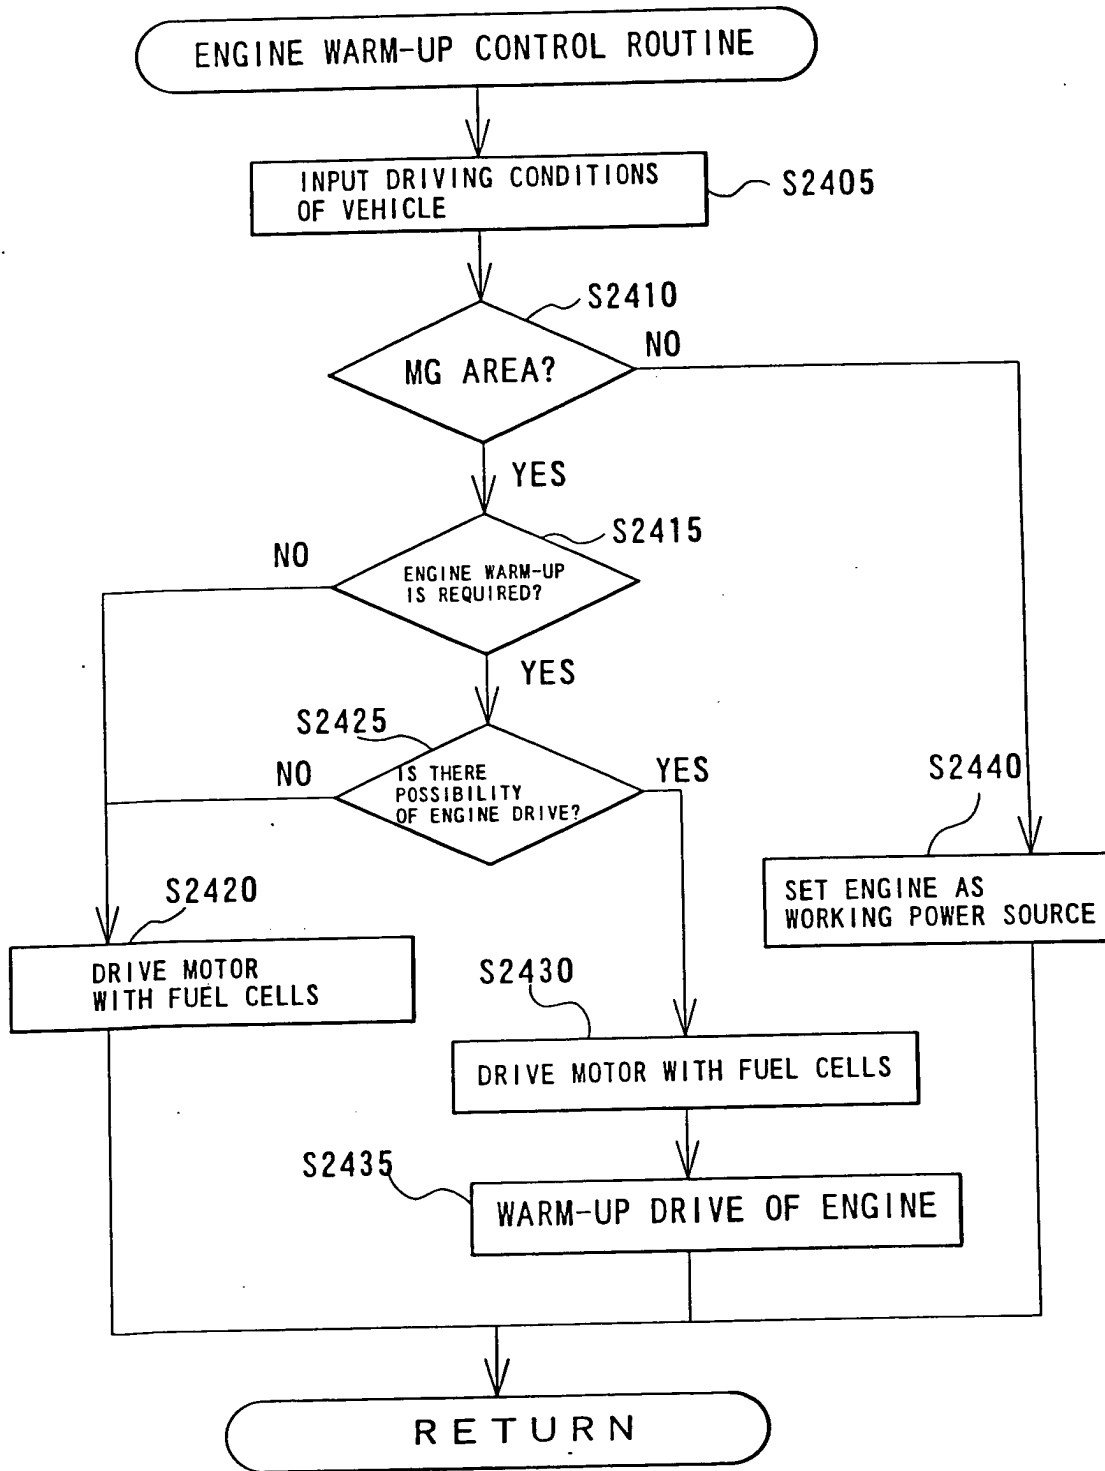 ENGINE WARM-UP CONTROL ROUTINE
INPUT DRIVING CONDITIONS
OF VEHICLE
S2405
S2410
MG AREA?
NO
YES
S2415
NO
ENGINE WARM-UP
IS REQUIRED?
YES
S2425
NO
IS THERE
POSSIBILITY
OF ENGINE DRIVE?
YES
S2440
SET ENGINE AS
WORKING POWER SOURCE
S2420
DRIVE MOTOR
WITH FUEL CELLS
S2430
DRIVE MOTOR WITH FUEL CELLS
S2435
WARM-UP DRIVE OF ENGINE
RETURN